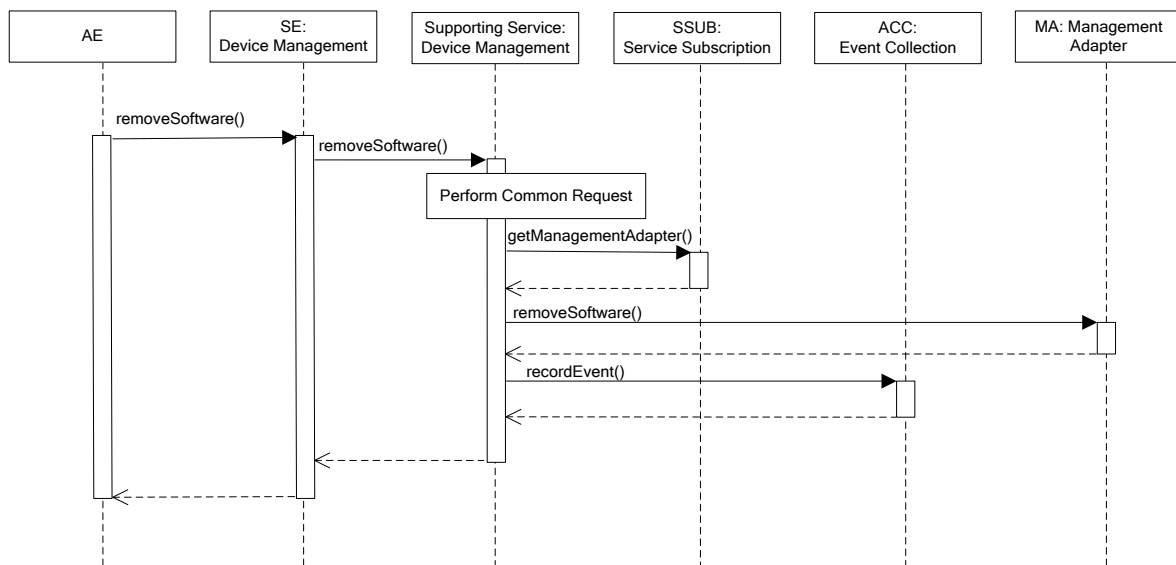 AE
SE:
Device Management
Supporting Service:
Device Management
SSUB:
Service Subscription
ACC:
Event Collection
MA: Management
Adapter
removeSoftware()
removeSoftware()
Perform Common Request
getManagementAdapter()
removeSoftware()
recordEvent()